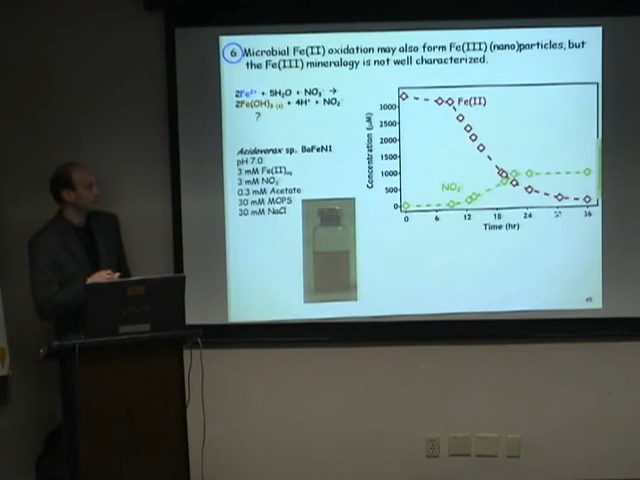 6 Microbial Fe(II) oxidation may also form Fe(III) (nano)particles, but
the Fe(III) mineralogy is not well characterized.
2Fe²⁺ + 5H₂O + NO₃⁻ →
2Fe(OH)₃ (s) + 4H⁺ + NO₂⁻
?
Acidovorax sp. BoFeN1
pH 7.0
3 mM Fe(II)aq
3 mM NO₃⁻
0.3 mM Acetate
30 mM MOPS
30 mM NaCl
Concentration (μM)
3000
2500
2000
1500
1000
500
0
Fe(II)
NO₂⁻
0 6 12 18 24 36
Time (hr)